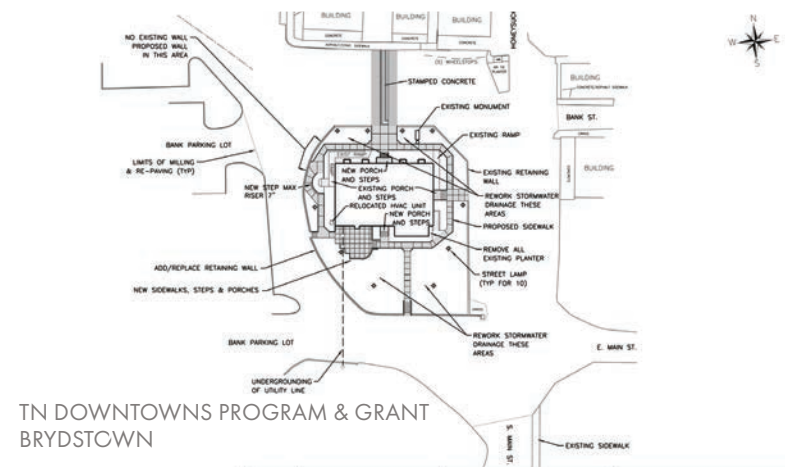 BUILDING
BUILDING
BUILDING
CONCRETE
CONCRETE
CONCRETE
N
W
E
S
NO EXISTING WALL
PROPOSED WALL
IN THIS AREA
STAMPED CONCRETE
BUILDING
EXISTING MONUMENT
BANK ST.
EXISTING RAMP
BANK PARKING LOT
LIMITS OF MILLING
& RE-PAVING (TYP)
BUILDING
CONCRETE
NEW PORCH
AND STEPS
EXISTING RETAINING
WALL
NEW STEP MAX
RISER 7"
EXISTING PORCH
AND STEPS
REWORK STORMWATER
DRAINAGE THESE
AREAS
RELOCATED HVAC UNIT
NEW PORCH
AND STEPS
PROPOSED SIDEWALK
REMOVE ALL
EXISTING PLANTER
ADD/REPLACE RETAINING WALL
STREET LAMP
(TYP FOR 10)
NEW SIDEWALKS, STEPS & PORCHES
REWORK STORMWATER
DRAINAGE THESE
AREAS
BANK PARKING LOT
E. MAIN ST.
UNDERGROUNDING
OF UTILITY LINE
TN DOWNTOWNS PROGRAM & GRANT
BRYDSTOWN
S. MAIN ST.
EXISTING SIDEWALK